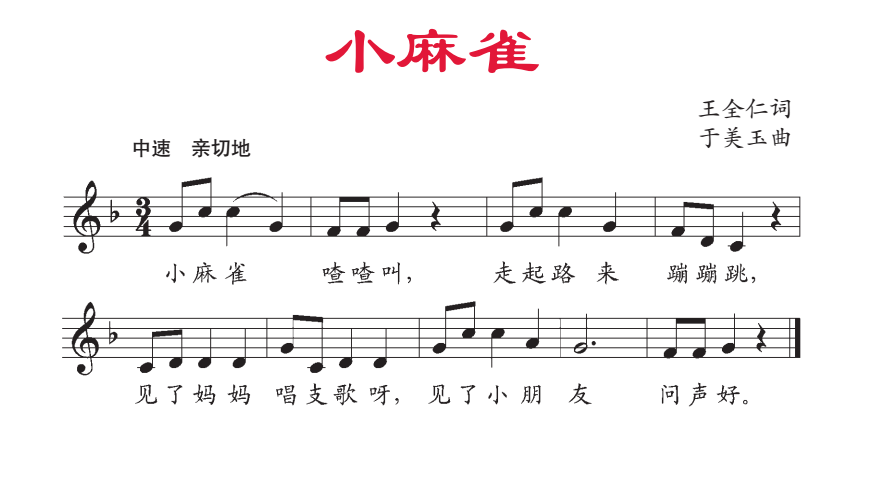 小麻雀
王全仁词
于美玉曲
中速 亲切地
3
4
小麻雀 喳喳叫, 走起路来 蹦蹦跳,
见了妈妈 唱支歌呀, 见了小朋友 问声好。